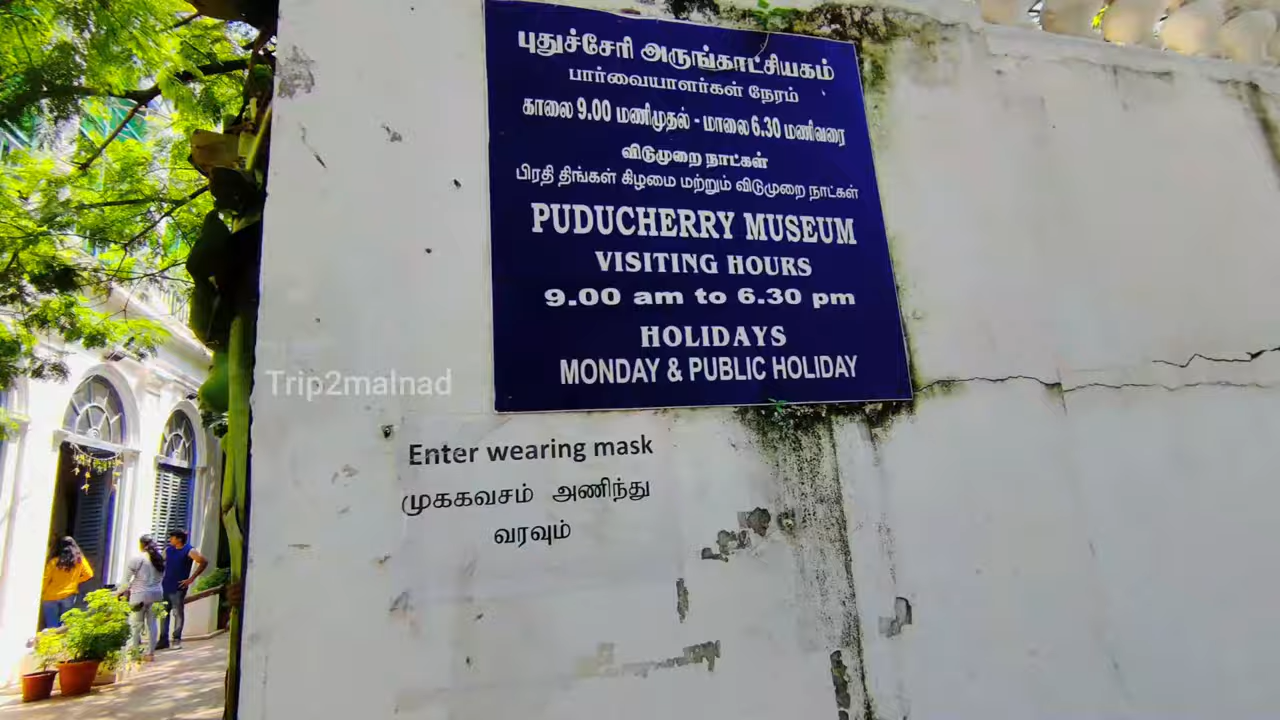 புதுச்சேரி அருங்காட்சியகம்
பார்வையாளர்கள் நேரம்
காலை 9.00 மணிமுதல் - மாலை 6.30 மணிவரை
விடுமுறை நாட்கள்
பிரதி திங்கள் கிழமை மற்றும் விடுமுறை நாட்கள்
PUDUCHERRY MUSEUM
VISITING HOURS
9.00 am to 6.30 pm
HOLIDAYS
MONDAY & PUBLIC HOLIDAY
Trip2malnad
Enter wearing mask
முககவசம் அணிந்து
வரவும்